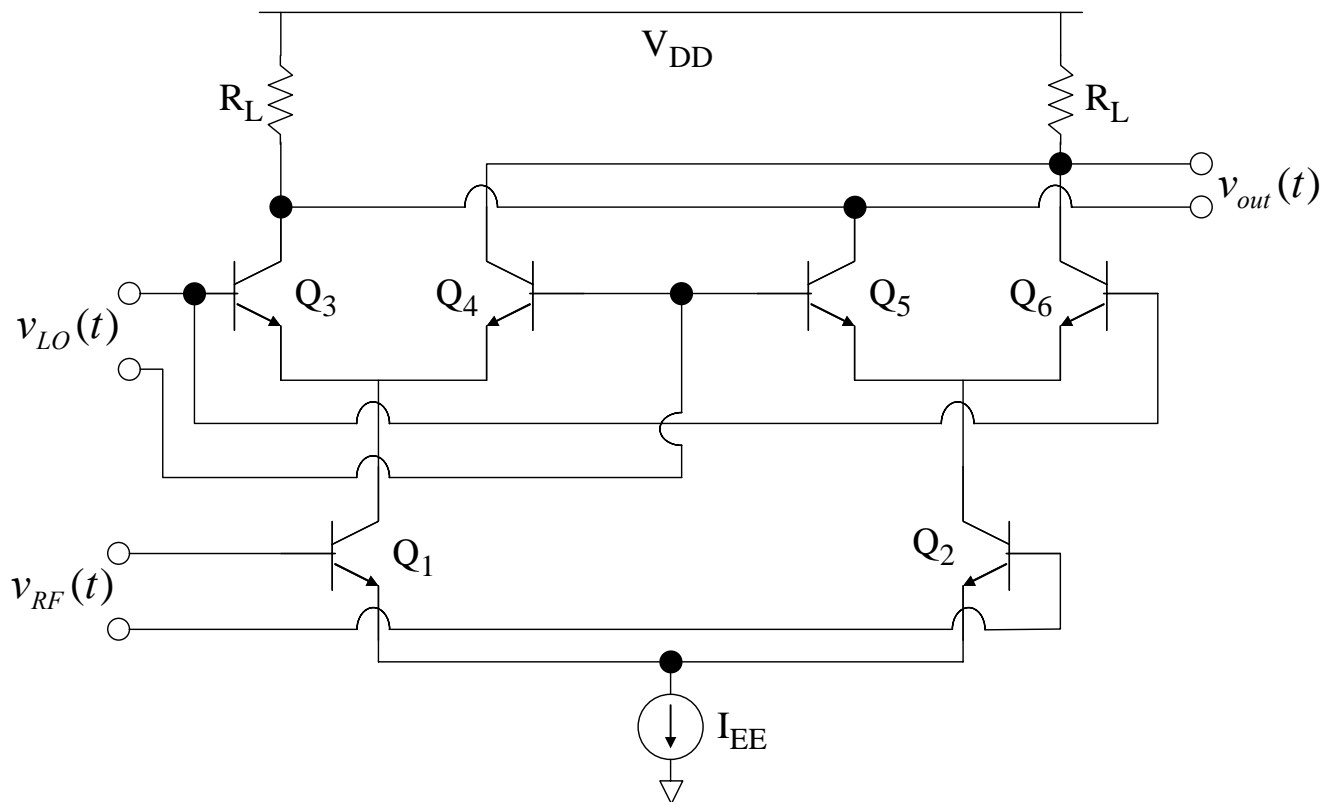 V_DD
R_L
R_L
v_out(t)
Q_3
Q_4
Q_5
Q_6
v_LO(t)
Q_1
Q_2
v_RF(t)
I_EE